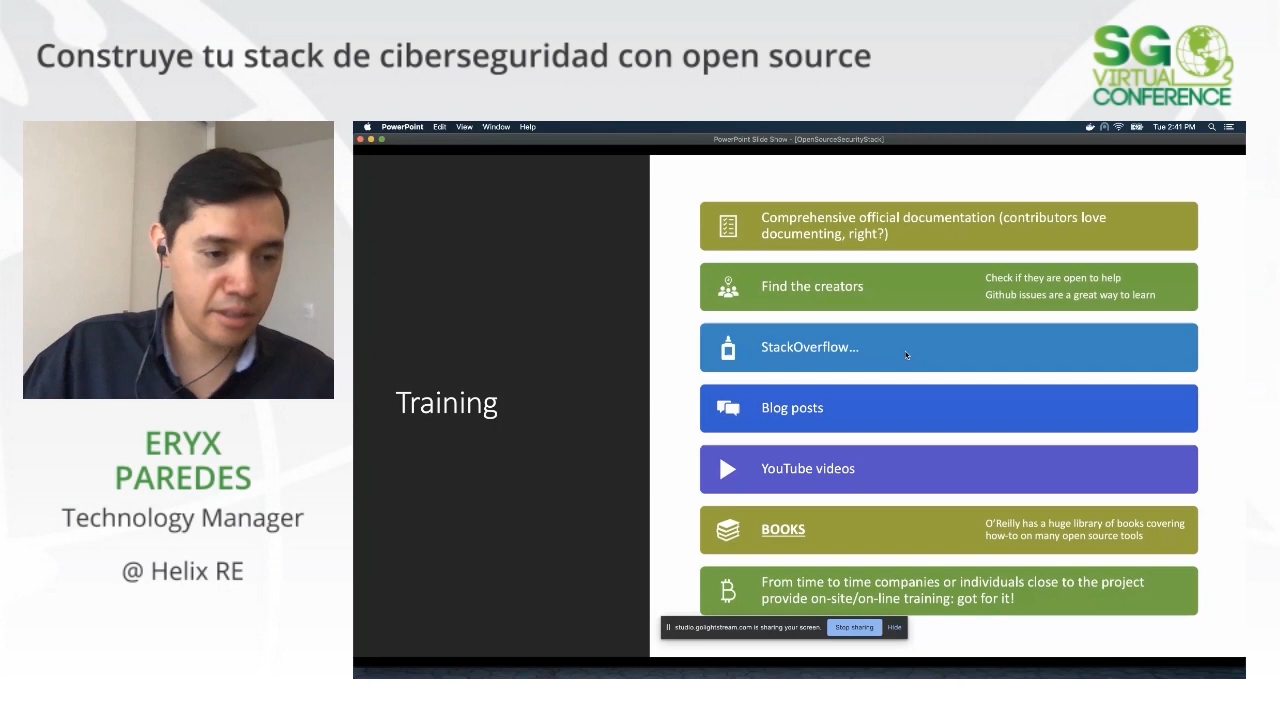 Construye tu stack de ciberseguridad con open source
SG
VIRTUAL
CONFERENCE
PowerPoint Edit View Window Help
Tue 2:41 PM
PowerPoint Slide Show - [OpenSourceSecurityStack]
Training
Comprehensive official documentation (contributors love
documenting, right?)
Find the creators
Check if they are open to help
Github issues are a great way to learn
StackOverflow...
Blog posts
YouTube videos
BOOKS
O'Reilly has a huge library of books covering
how-to on many open source tools
From time to time companies or individuals close to the project
provide on-site/on-line training: got for it!
studio.golightstream.com is sharing your screen.
Stop sharing
Hide
ERYX
PAREDES
Technology Manager
@ Helix RE